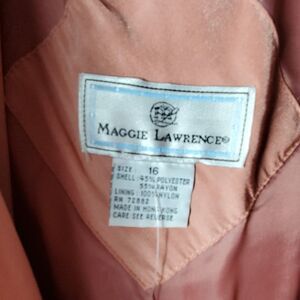 MAGGIE LAWRENCE®
SIZE: 16
SHELL: 45% POLYESTER
55% RAYON
LINING: 100% NYLON
RN 72882
MADE IN HONG KONG
CARE SEE REVERSE